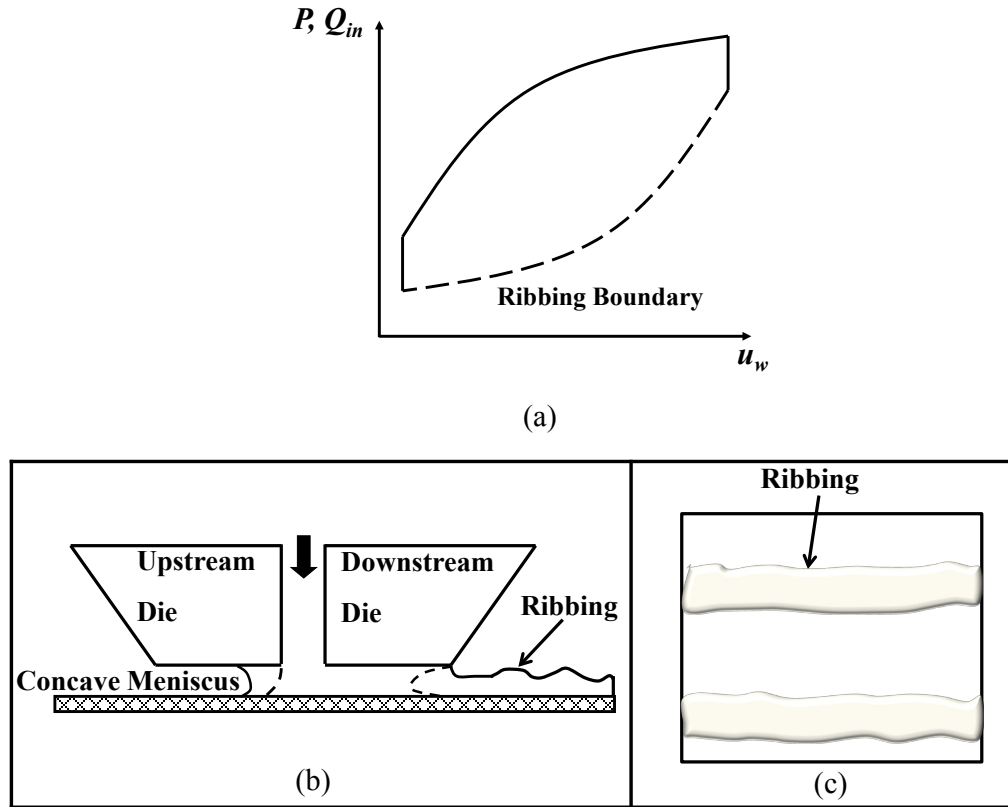 P, Q_in
Ribbing Boundary
u_w
(a)
Ribbing
Upstream
Die
Downstream
Die
Ribbing
Concave Meniscus
(b)
(c)